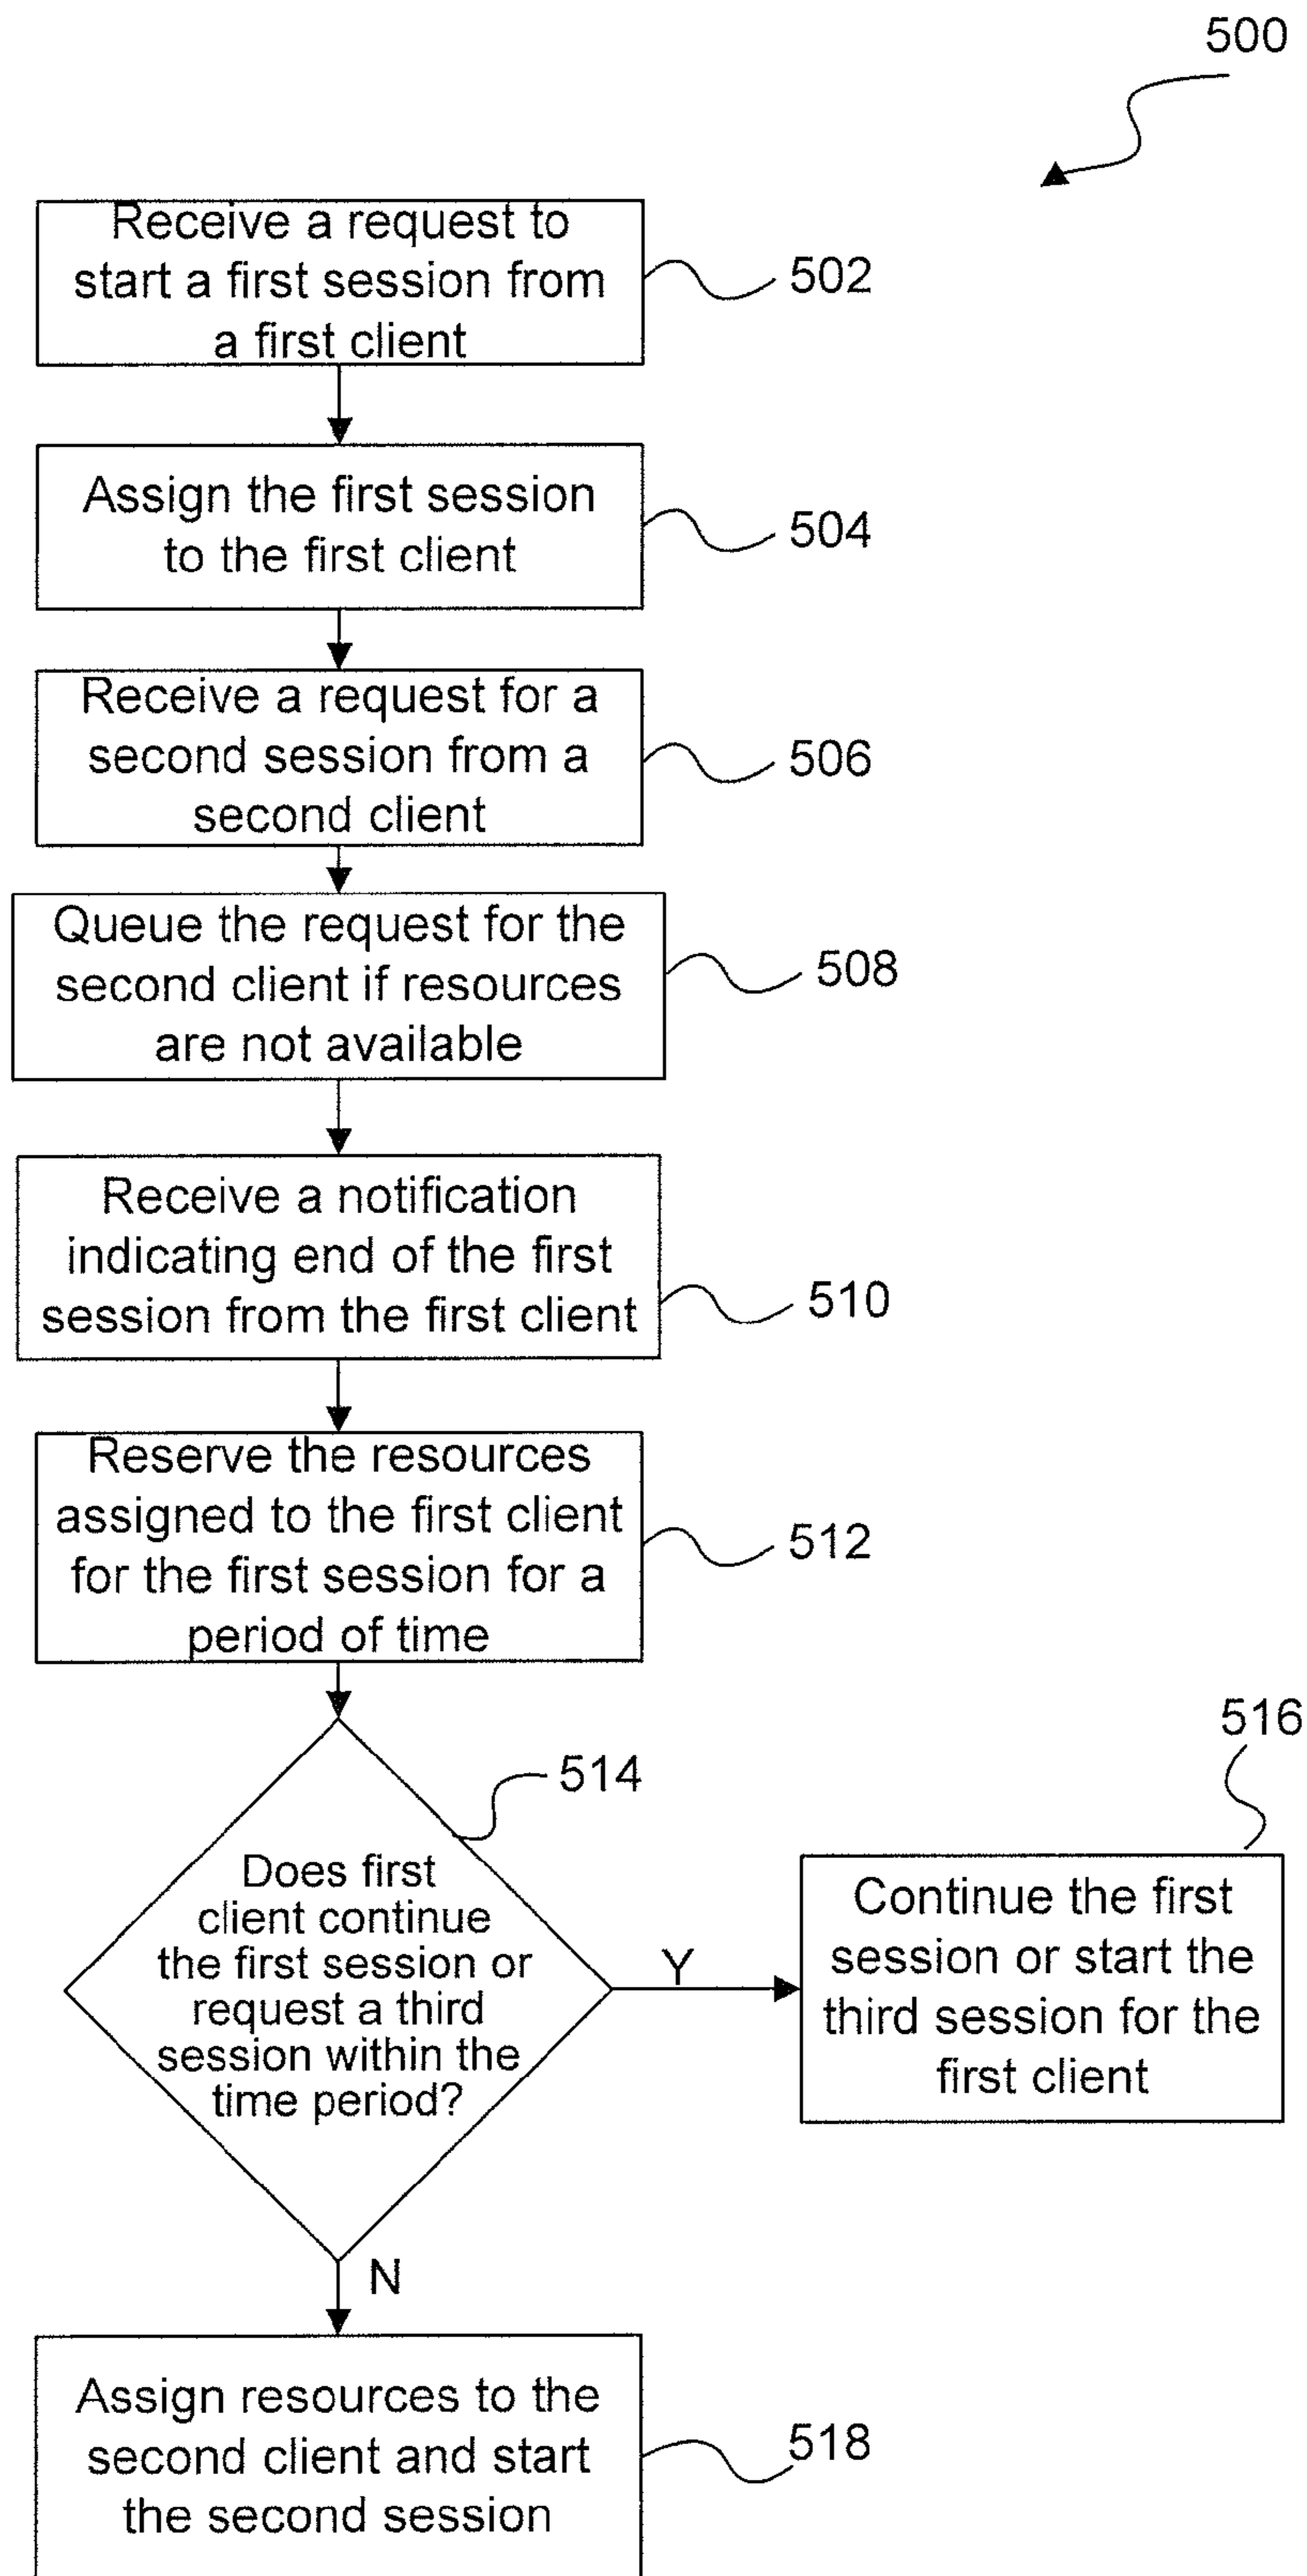 500
Receive a request to
start a first session from
a first client
502
Assign the first session
to the first client
504
Receive a request for a
second session from a
second client
506
Queue the request for the
second client if resources
are not available
508
Receive a notification
indicating end of the first
session from the first client
510
Reserve the resources
assigned to the first client
for the first session for a
period of time
512
514
Does first
client continue
the first session or
request a third
session within the
time period?
Y
516
Continue the first
session or start the
third session for the
first client
N
Assign resources to the
second client and start
the second session
518